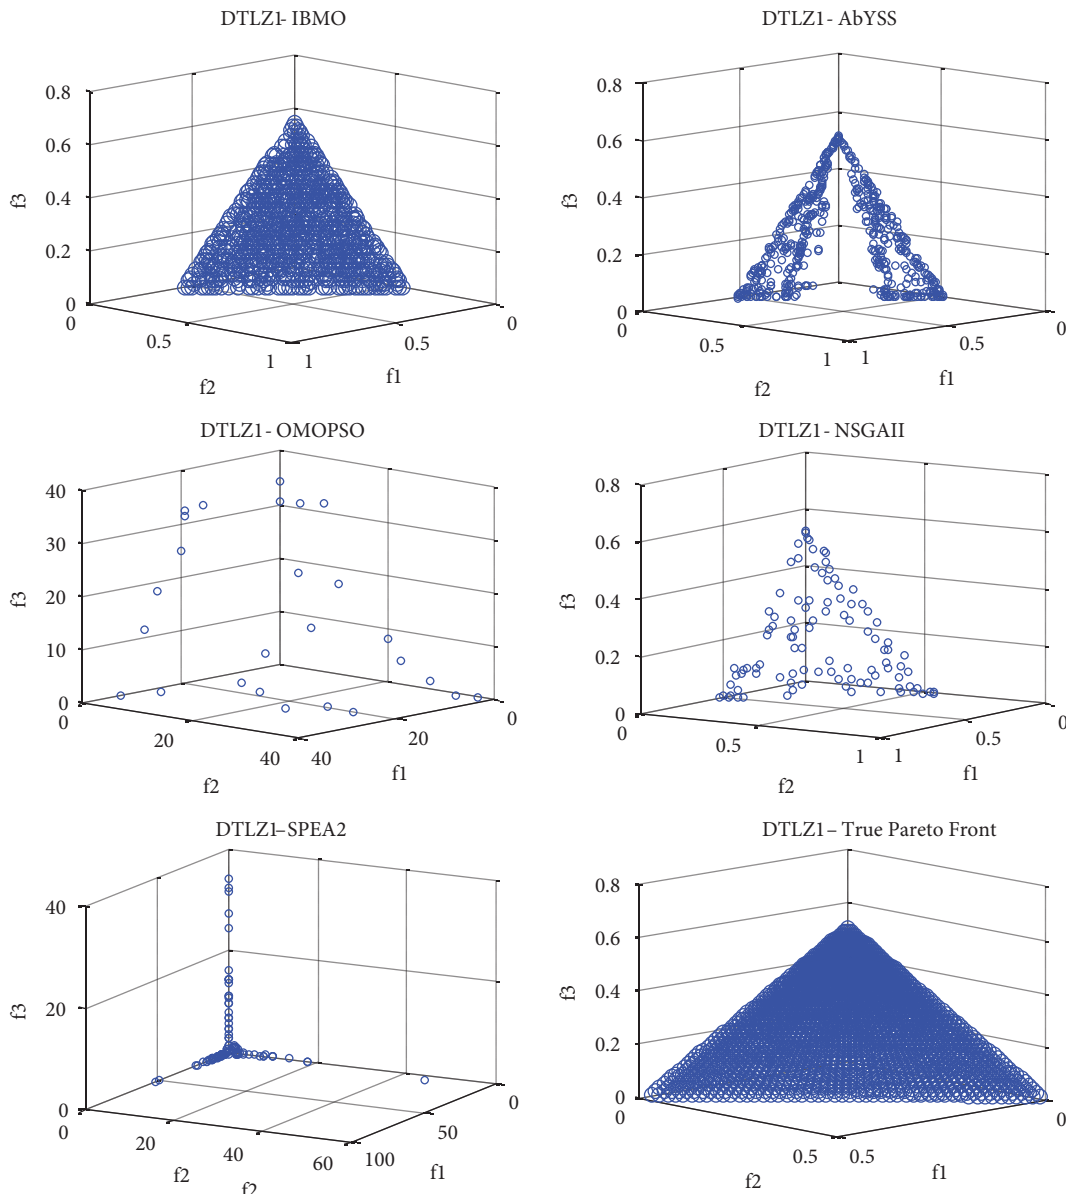 DTLZ1- IBMO
0.8
0.6
0.4
0.2
0
f3
0
0.5
1
f2
1
0.5
0
f1
DTLZ1 - AbYSS
0.8
0.6
0.4
0.2
0
f3
0
0.5
1
f2
1
0.5
0
f1
DTLZ1 - OMOPSO
40
30
20
10
0
f3
0
20
40
f2
40
20
0
f1
DTLZ1 - NSGAII
0.8
0.6
0.4
0.2
0
f3
0
0.5
1
f2
1
0.5
0
f1
DTLZ1–SPEA2
40
20
0
f3
0
20
40
60
f2
f2
100
50
0
f1
DTLZ1 – True Pareto Front
0.8
0.6
0.4
0.2
0
f3
0
0.5
f2
0.5
0
f1